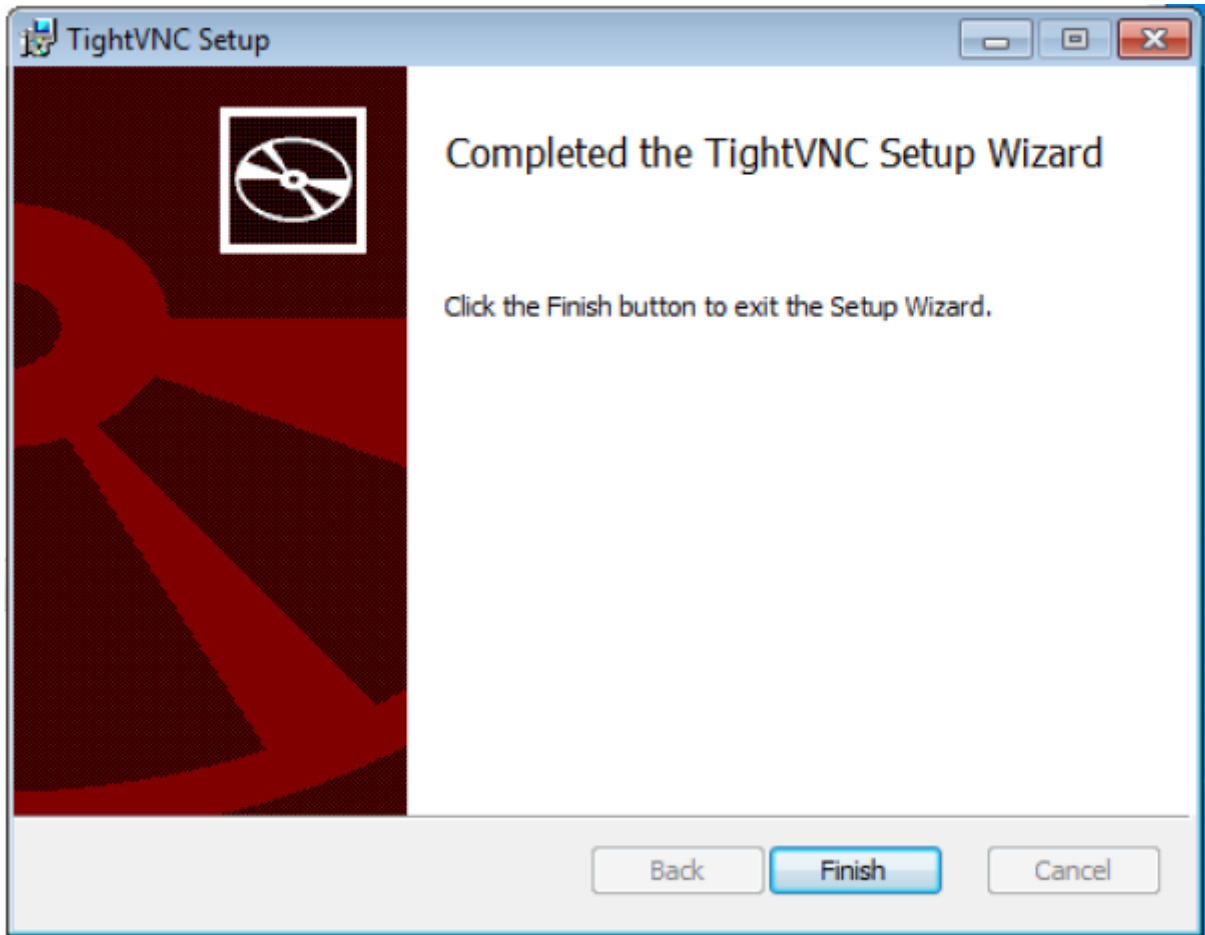 TightVNC Setup
Completed the TightVNC Setup Wizard
Click the Finish button to exit the Setup Wizard.
Back
Finish
Cancel